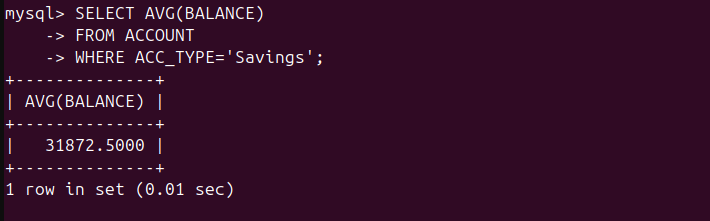 mysql> SELECT AVG(BALANCE)
    -> FROM ACCOUNT
    -> WHERE ACC_TYPE='Savings';
+--------------+
| AVG(BALANCE) |
+--------------+
|   31872.5000 |
+--------------+
1 row in set (0.01 sec)